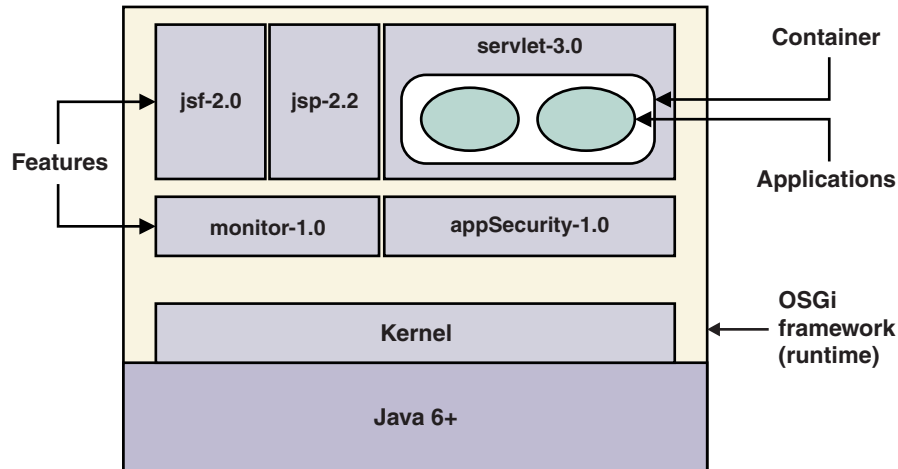 servlet-3.0
Container
jsf-2.0
jsp-2.2
Features
Applications
monitor-1.0
appSecurity-1.0
OSGi
framework
(runtime)
Kernel
Java 6+